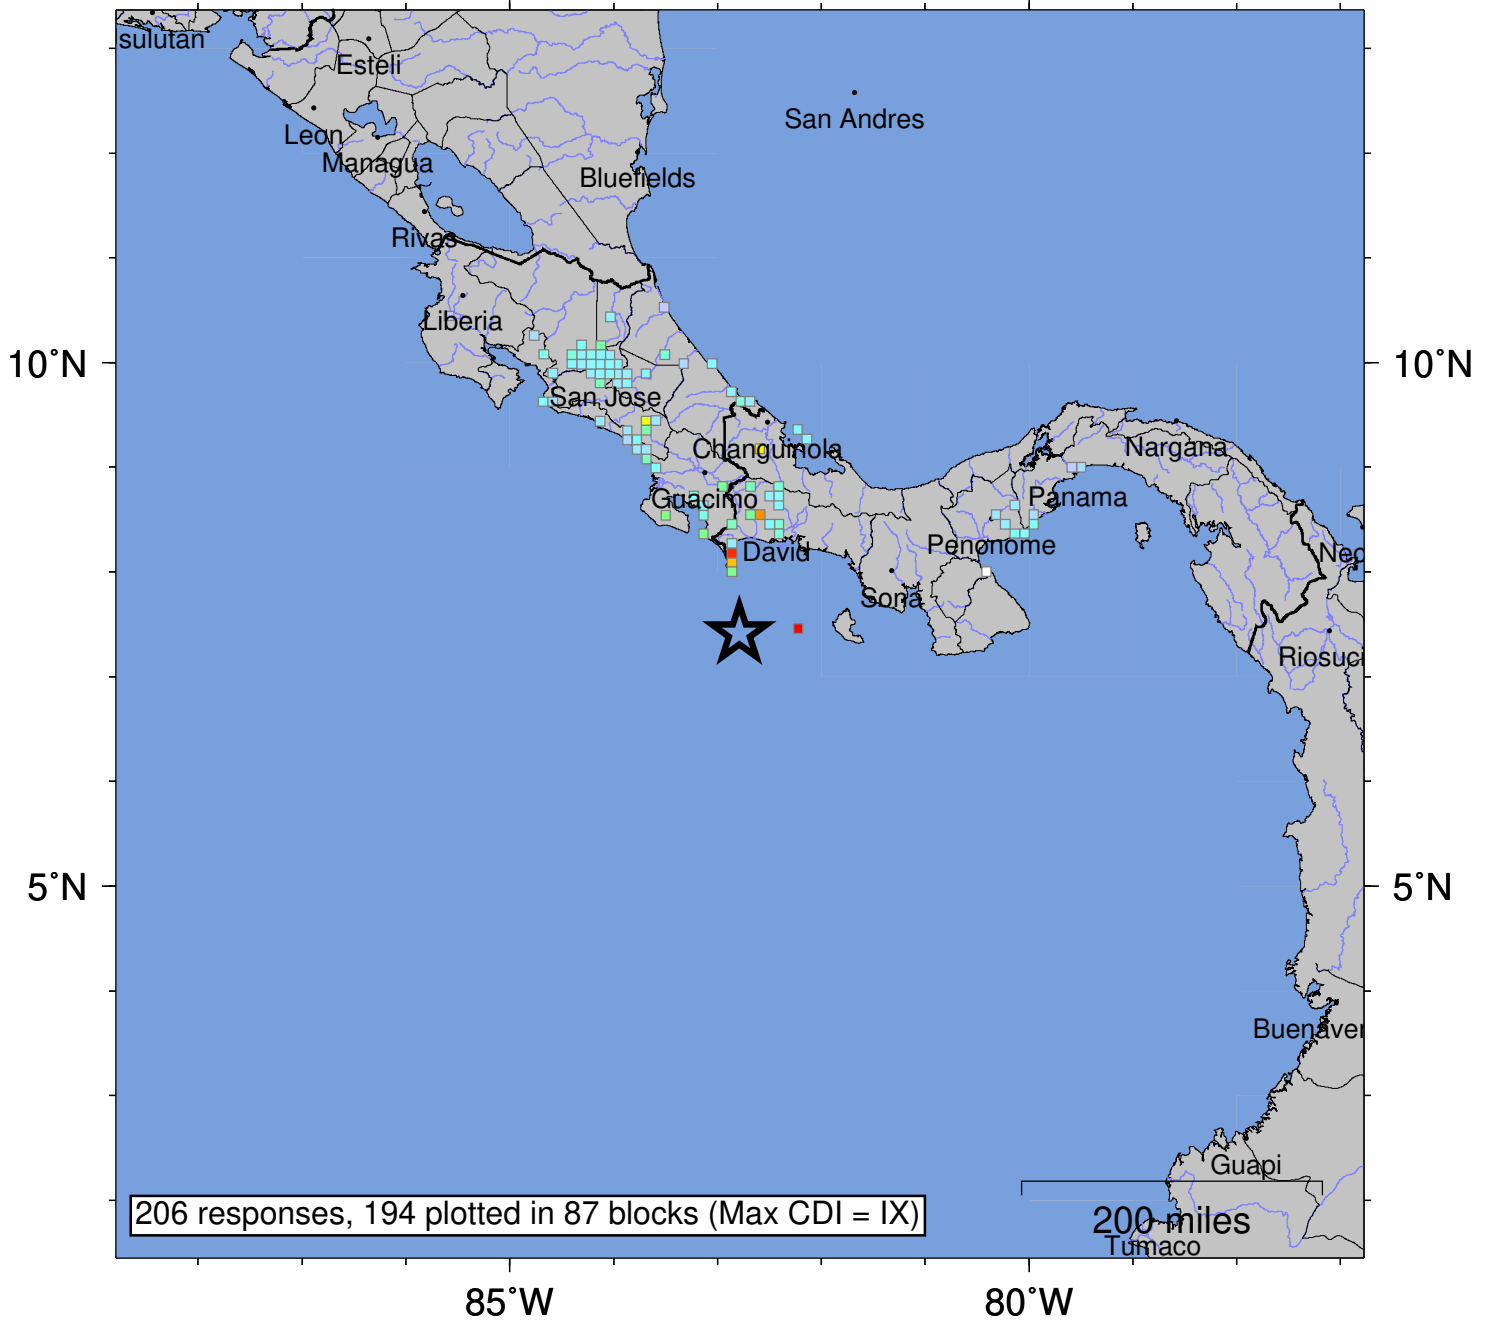 sulutan
Esteli
San Andres
Leon
Managua
Bluefields
Rivas
Liberia
10˚N
10˚N
San Jose
Changuinola
Nargana
Guacimo
Panama
David
Penonome
Nec
Sona
Riosuci
5˚N
5˚N
Buenaver
Guapi
206 responses, 194 plotted in 87 blocks (Max CDI = IX)
200 miles
Tumaco
85˚W
80˚W